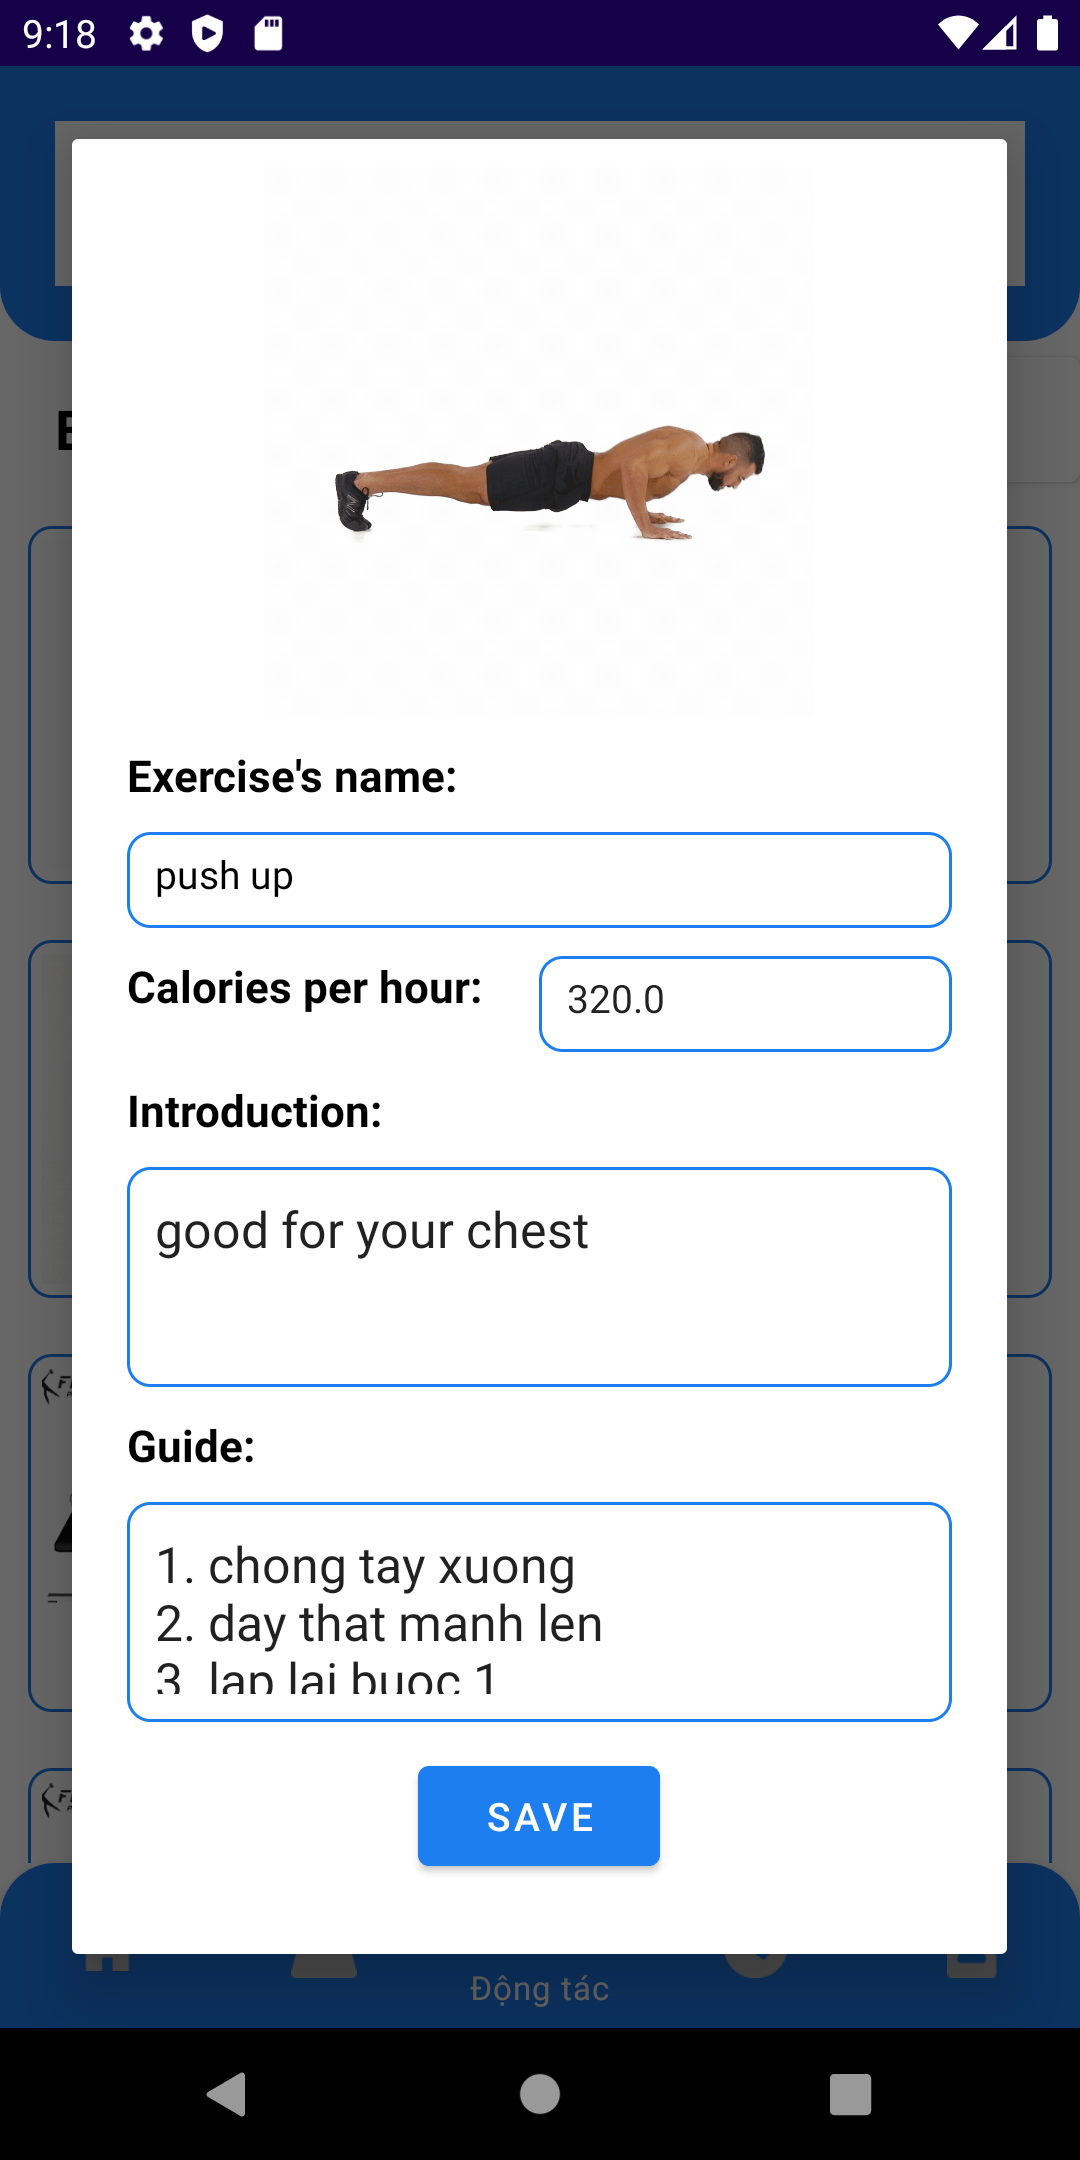 9:18
Exercise's name:
push up
Calories per hour:
320.0
Introduction:
good for your chest
Guide:
1. chong tay xuong
2. day that manh len
3. lap lai buoc 1
SAVE
Động tác